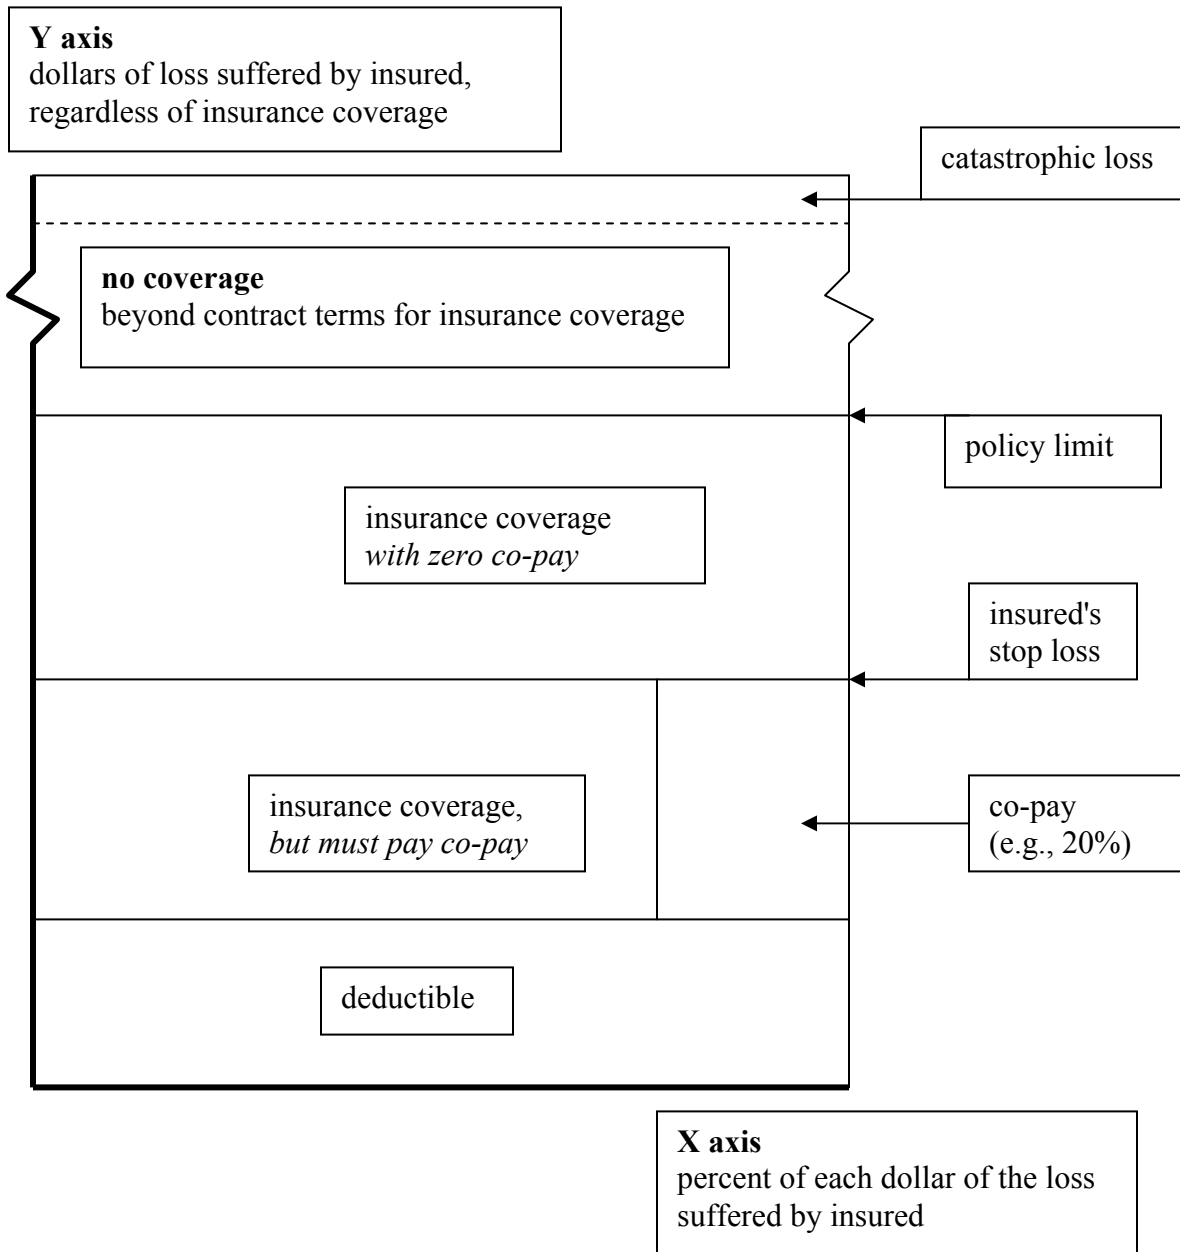 Y axis
dollars of loss suffered by insured,
regardless of insurance coverage
catastrophic loss
no coverage
beyond contract terms for insurance coverage
policy limit
insurance coverage
with zero co-pay
insured's
stop loss
insurance coverage,
but must pay co-pay
co-pay
(e.g., 20%)
deductible
X axis
percent of each dollar of the loss
suffered by insured